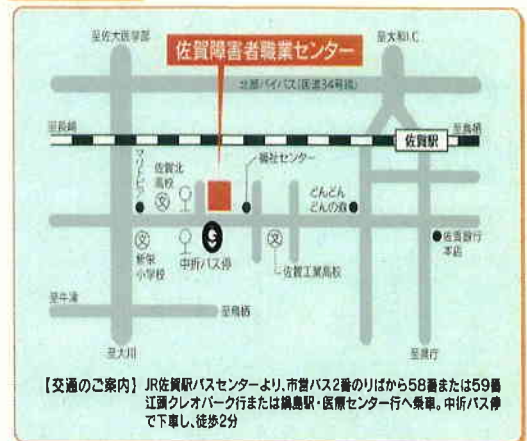 至佐大医学部
佐賀障害者職業センター
至大和I.C
北部バイパス(国道34号線)
至長崎
佐賀駅
至鳥栖
マリトピア
佐賀北高校
文
福祉センター
どんどんどんの森
文
新栄小学校
中折バス停
文
佐賀工業高校
佐賀銀行本店
至牛津
至鳥栖
至大川
至県庁
【交通のご案内】JR佐賀駅バスセンターより、市営バス2番のりばから58番または59番
江頭クレオパーク行または鍋島駅・医療センター行へ乗車。中折バス停
で下車し、徒歩2分